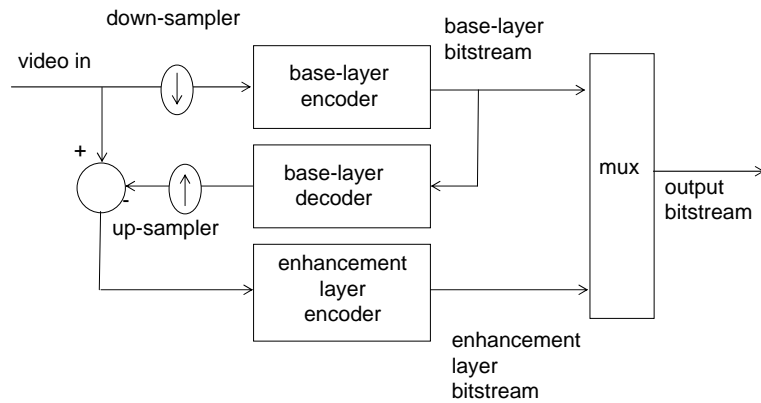 down-sampler
base-layer
bitstream
video in
base-layer
encoder
+
base-layer
decoder
-
mux
output
bitstream
up-sampler
enhancement
layer
encoder
enhancement
layer
bitstream